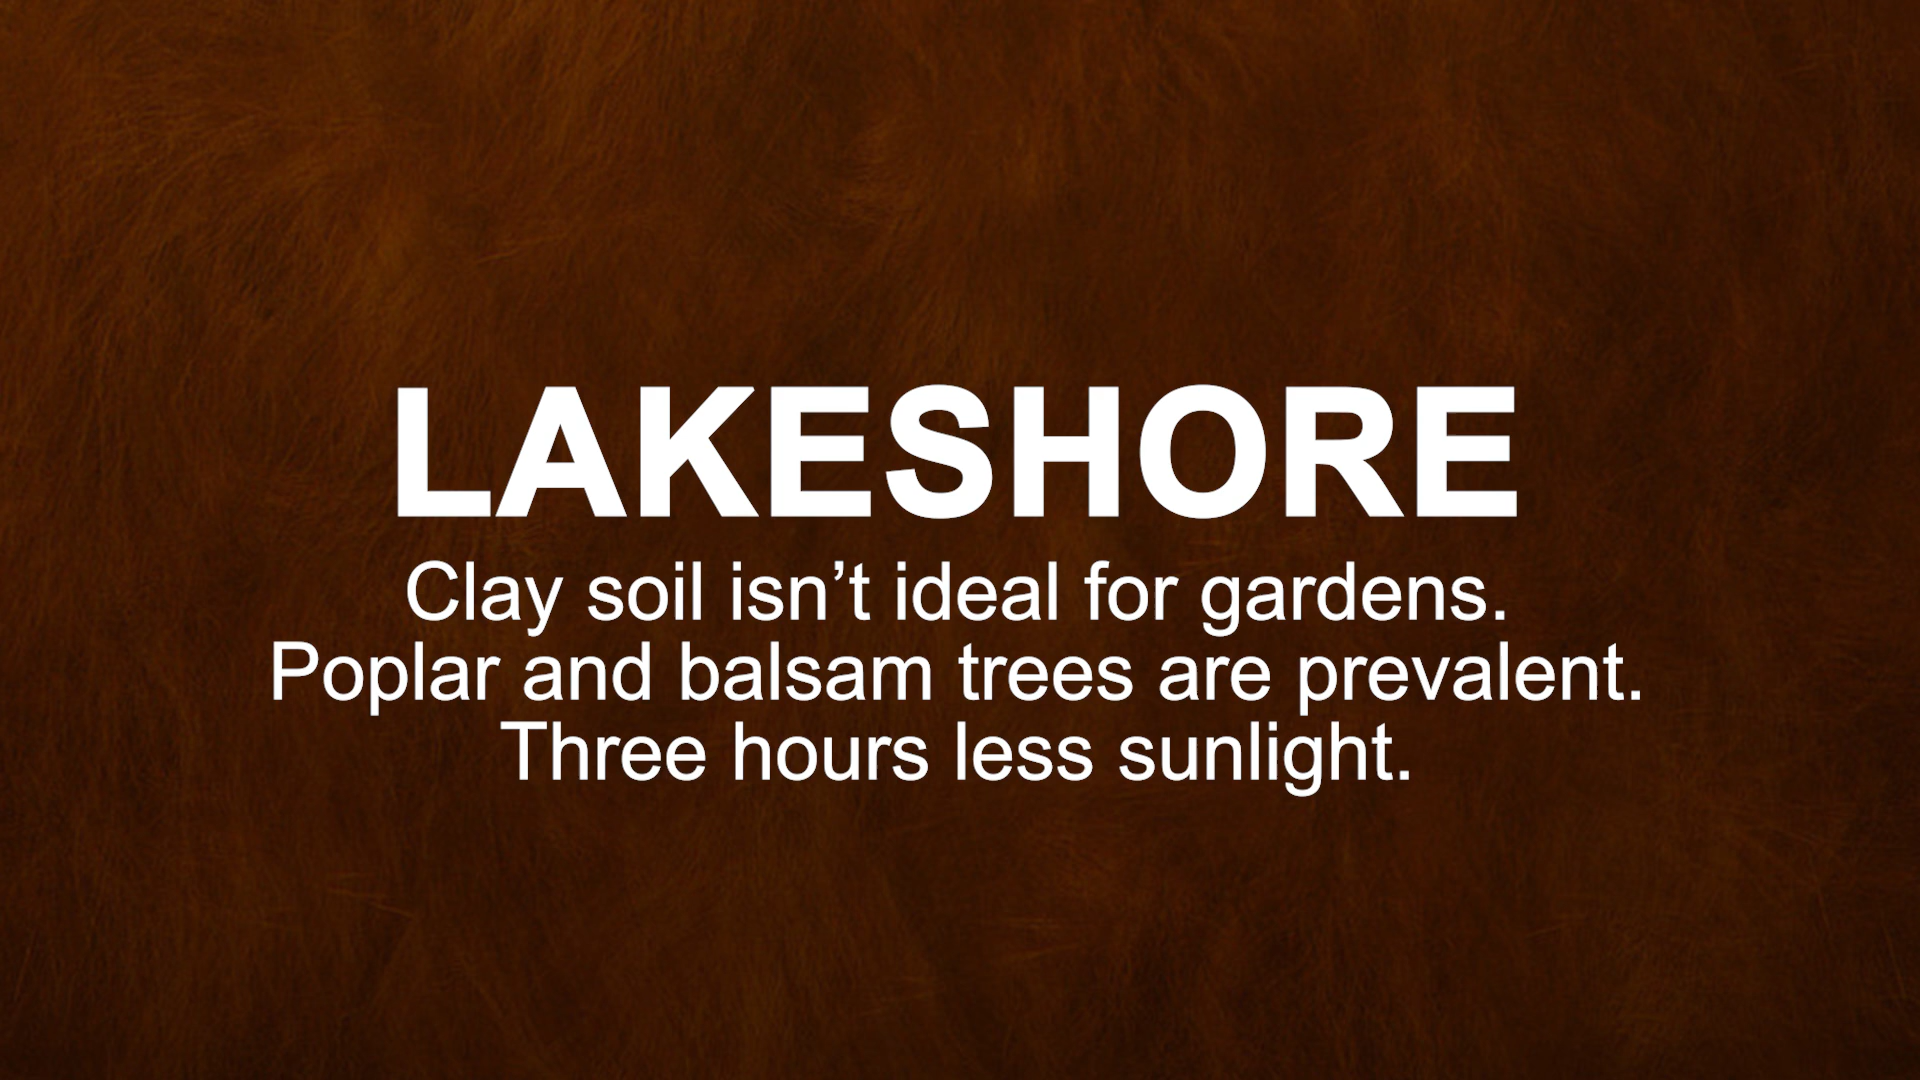 LAKESHORE
Clay soil isn’t ideal for gardens.
Poplar and balsam trees are prevalent.
Three hours less sunlight.